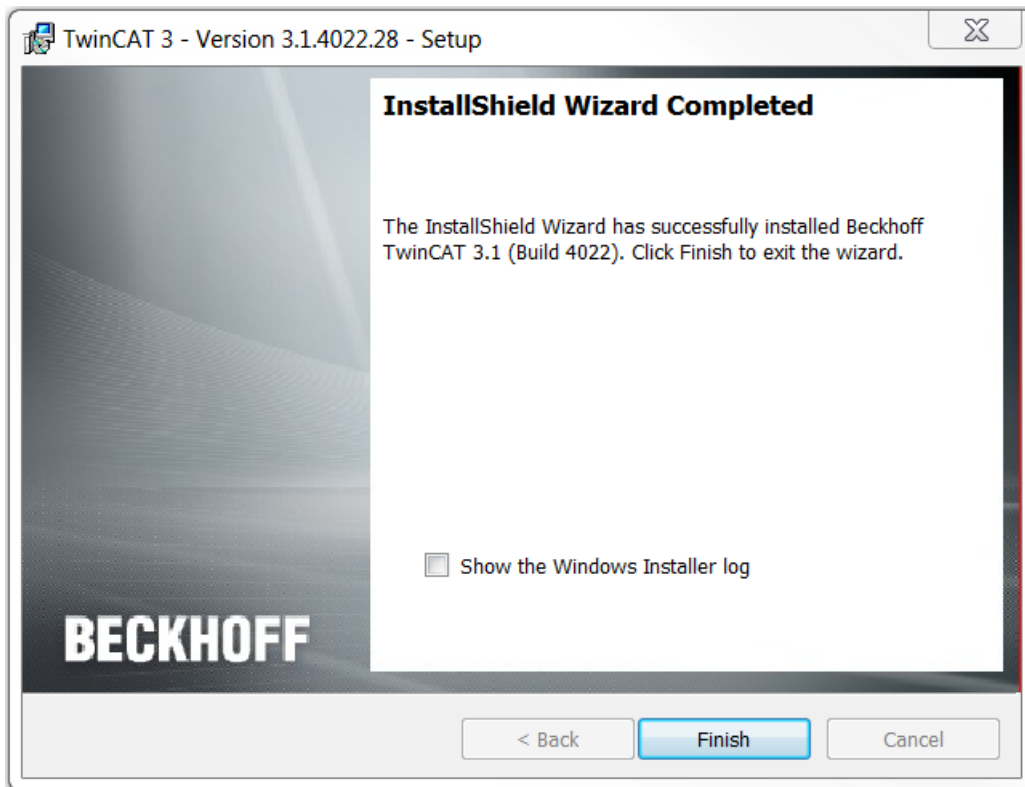 TwinCAT 3 - Version 3.1.4022.28 - Setup
InstallShield Wizard Completed
The InstallShield Wizard has successfully installed Beckhoff
TwinCAT 3.1 (Build 4022). Click Finish to exit the wizard.
Show the Windows Installer log
BECKHOFF
< Back
Finish
Cancel